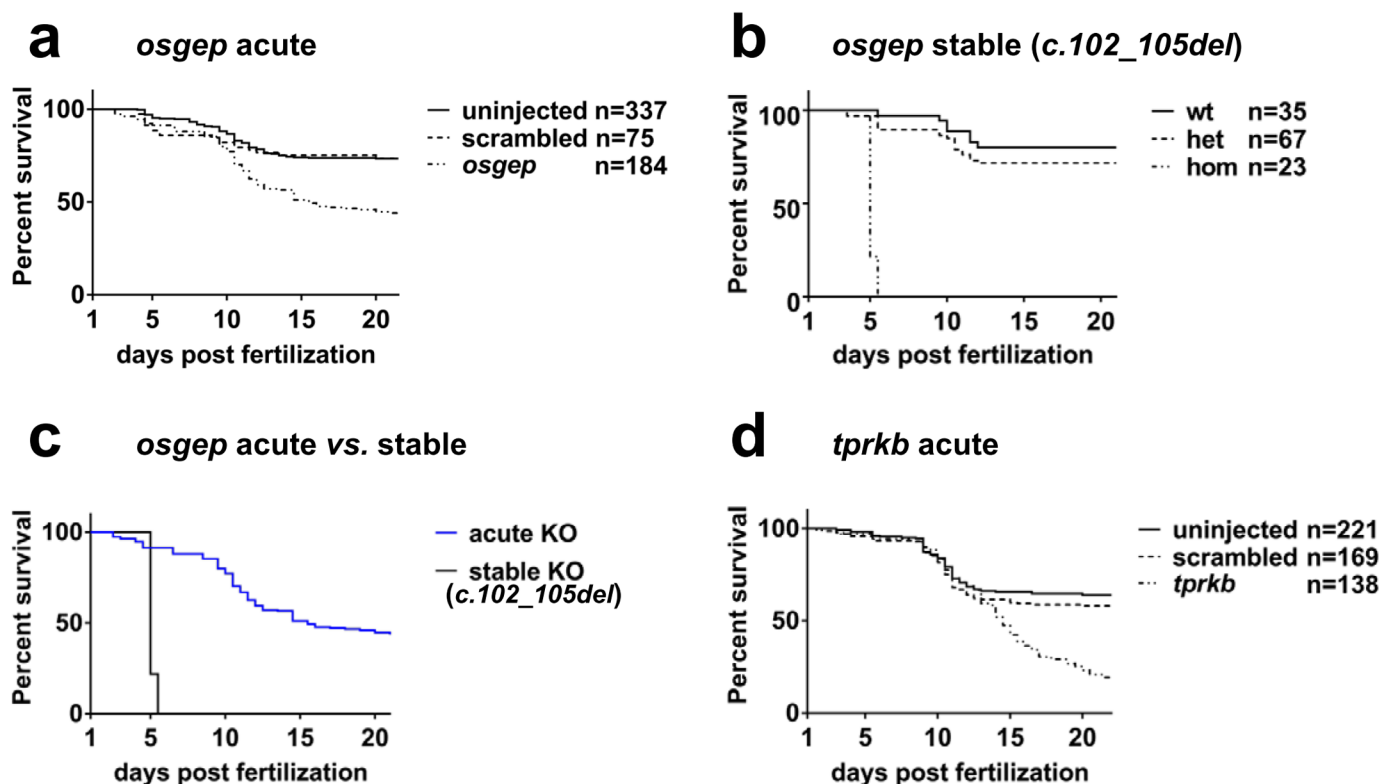 a osgep acute
Percent survival
100
50
0
1 5 10 15 20
days post fertilization
uninjected n=337
scrambled n=75
osgep n=184
b osgep stable (c.102_105del)
Percent survival
100
50
0
1 5 10 15 20
days post fertilization
wt n=35
het n=67
hom n=23
c osgep acute vs. stable
Percent survival
100
50
0
1 5 10 15 20
days post fertilization
acute KO
stable KO
(c.102_105del)
d tprkb acute
Percent survival
100
50
0
1 5 10 15 20
days post fertilization
uninjected n=221
scrambled n=169
tprkb n=138